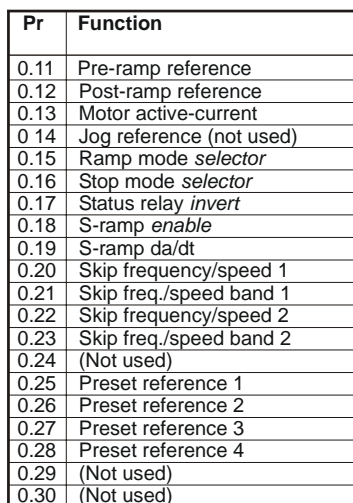 Pr Function
0.11 Pre-ramp reference
0.12 Post-ramp reference
0.13 Motor active-current
0 14 Jog reference (not used)
0.15 Ramp mode selector
0.16 Stop mode selector
0.17 Status relay invert
0.18 S-ramp enable
0.19 S-ramp da/dt
0.20 Skip frequency/speed 1
0.21 Skip freq./speed band 1
0.22 Skip frequency/speed 2
0.23 Skip freq./speed band 2
0.24 (Not used)
0.25 Preset reference 1
0.26 Preset reference 2
0.27 Preset reference 3
0.28 Preset reference 4
0.29 (Not used)
0.30 (Not used)